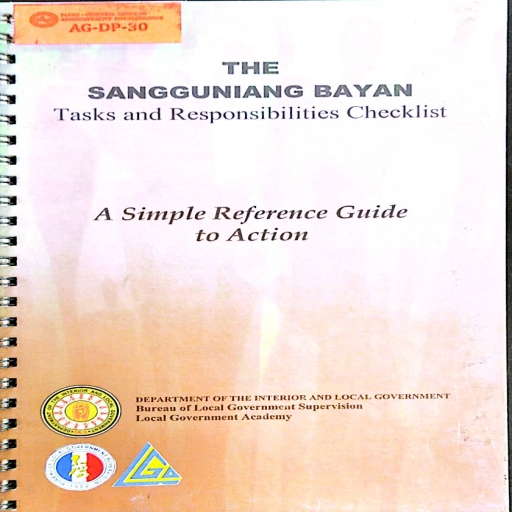 AG-DP-30
THE
SANGGUNIANG BAYAN
Tasks and Responsibilities Checklist
A Simple Reference Guide
to Action
DEPARTMENT OF THE INTERIOR AND LOCAL GOVERNMENT
Bureau of Local Government Supervision
Local Government Academy